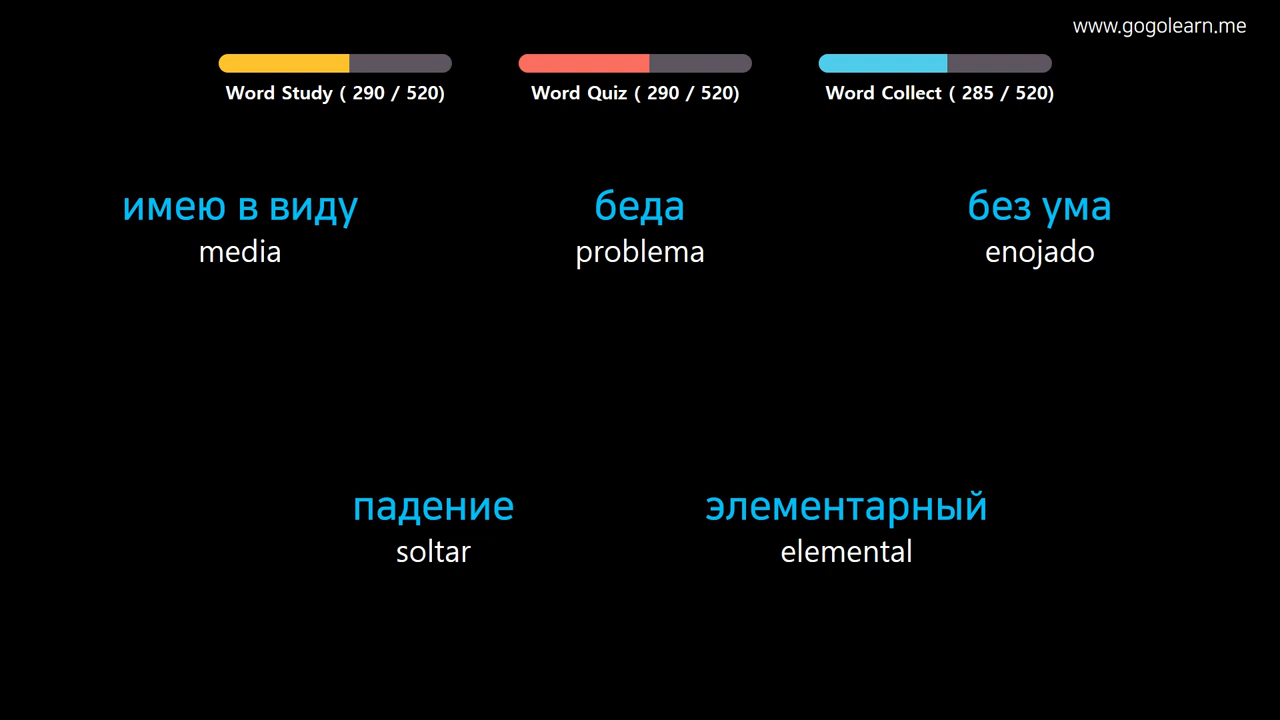 www.gogolearn.me
Word Study ( 290 / 520)
Word Quiz ( 290 / 520)
Word Collect ( 285 / 520)
имею в виду
media
беда
problema
без ума
enojado
падение
soltar
элементарный
elemental